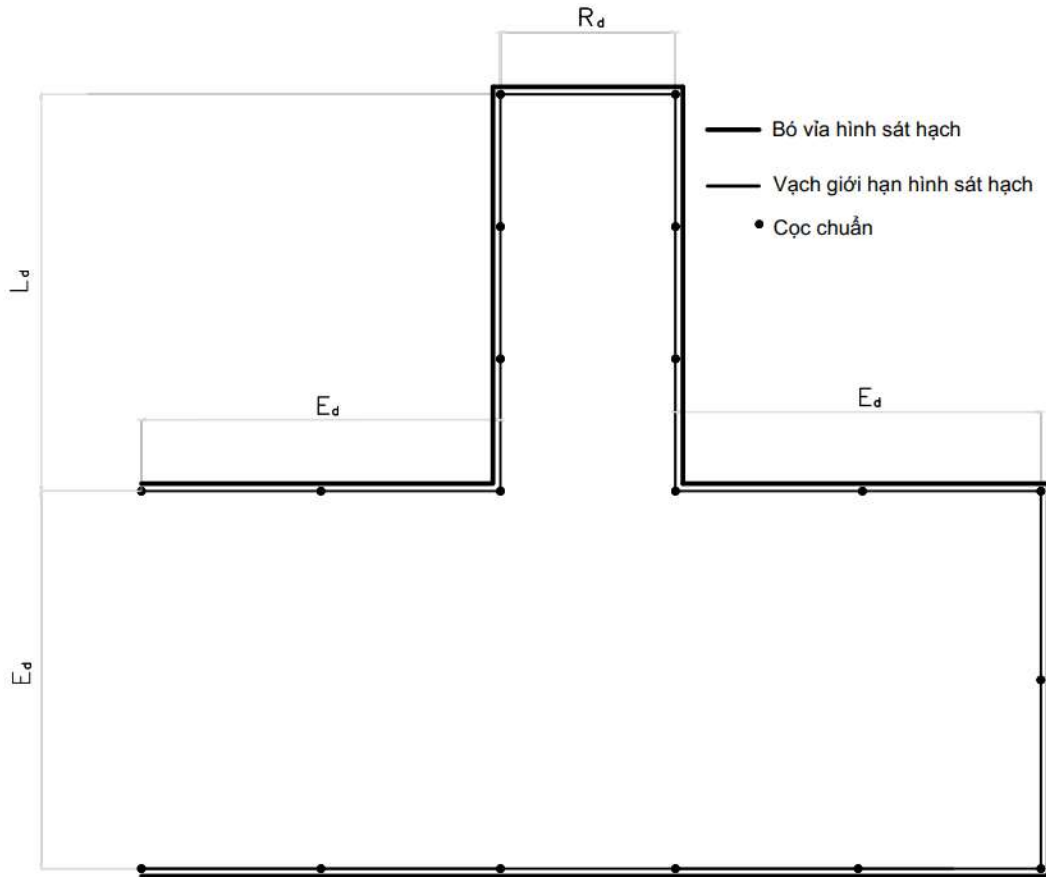 Rd
Bó vỉa hình sát hạch
Vạch giới hạn hình sát hạch
Cọc chuẩn
Ld
Ed
Ed
Ed